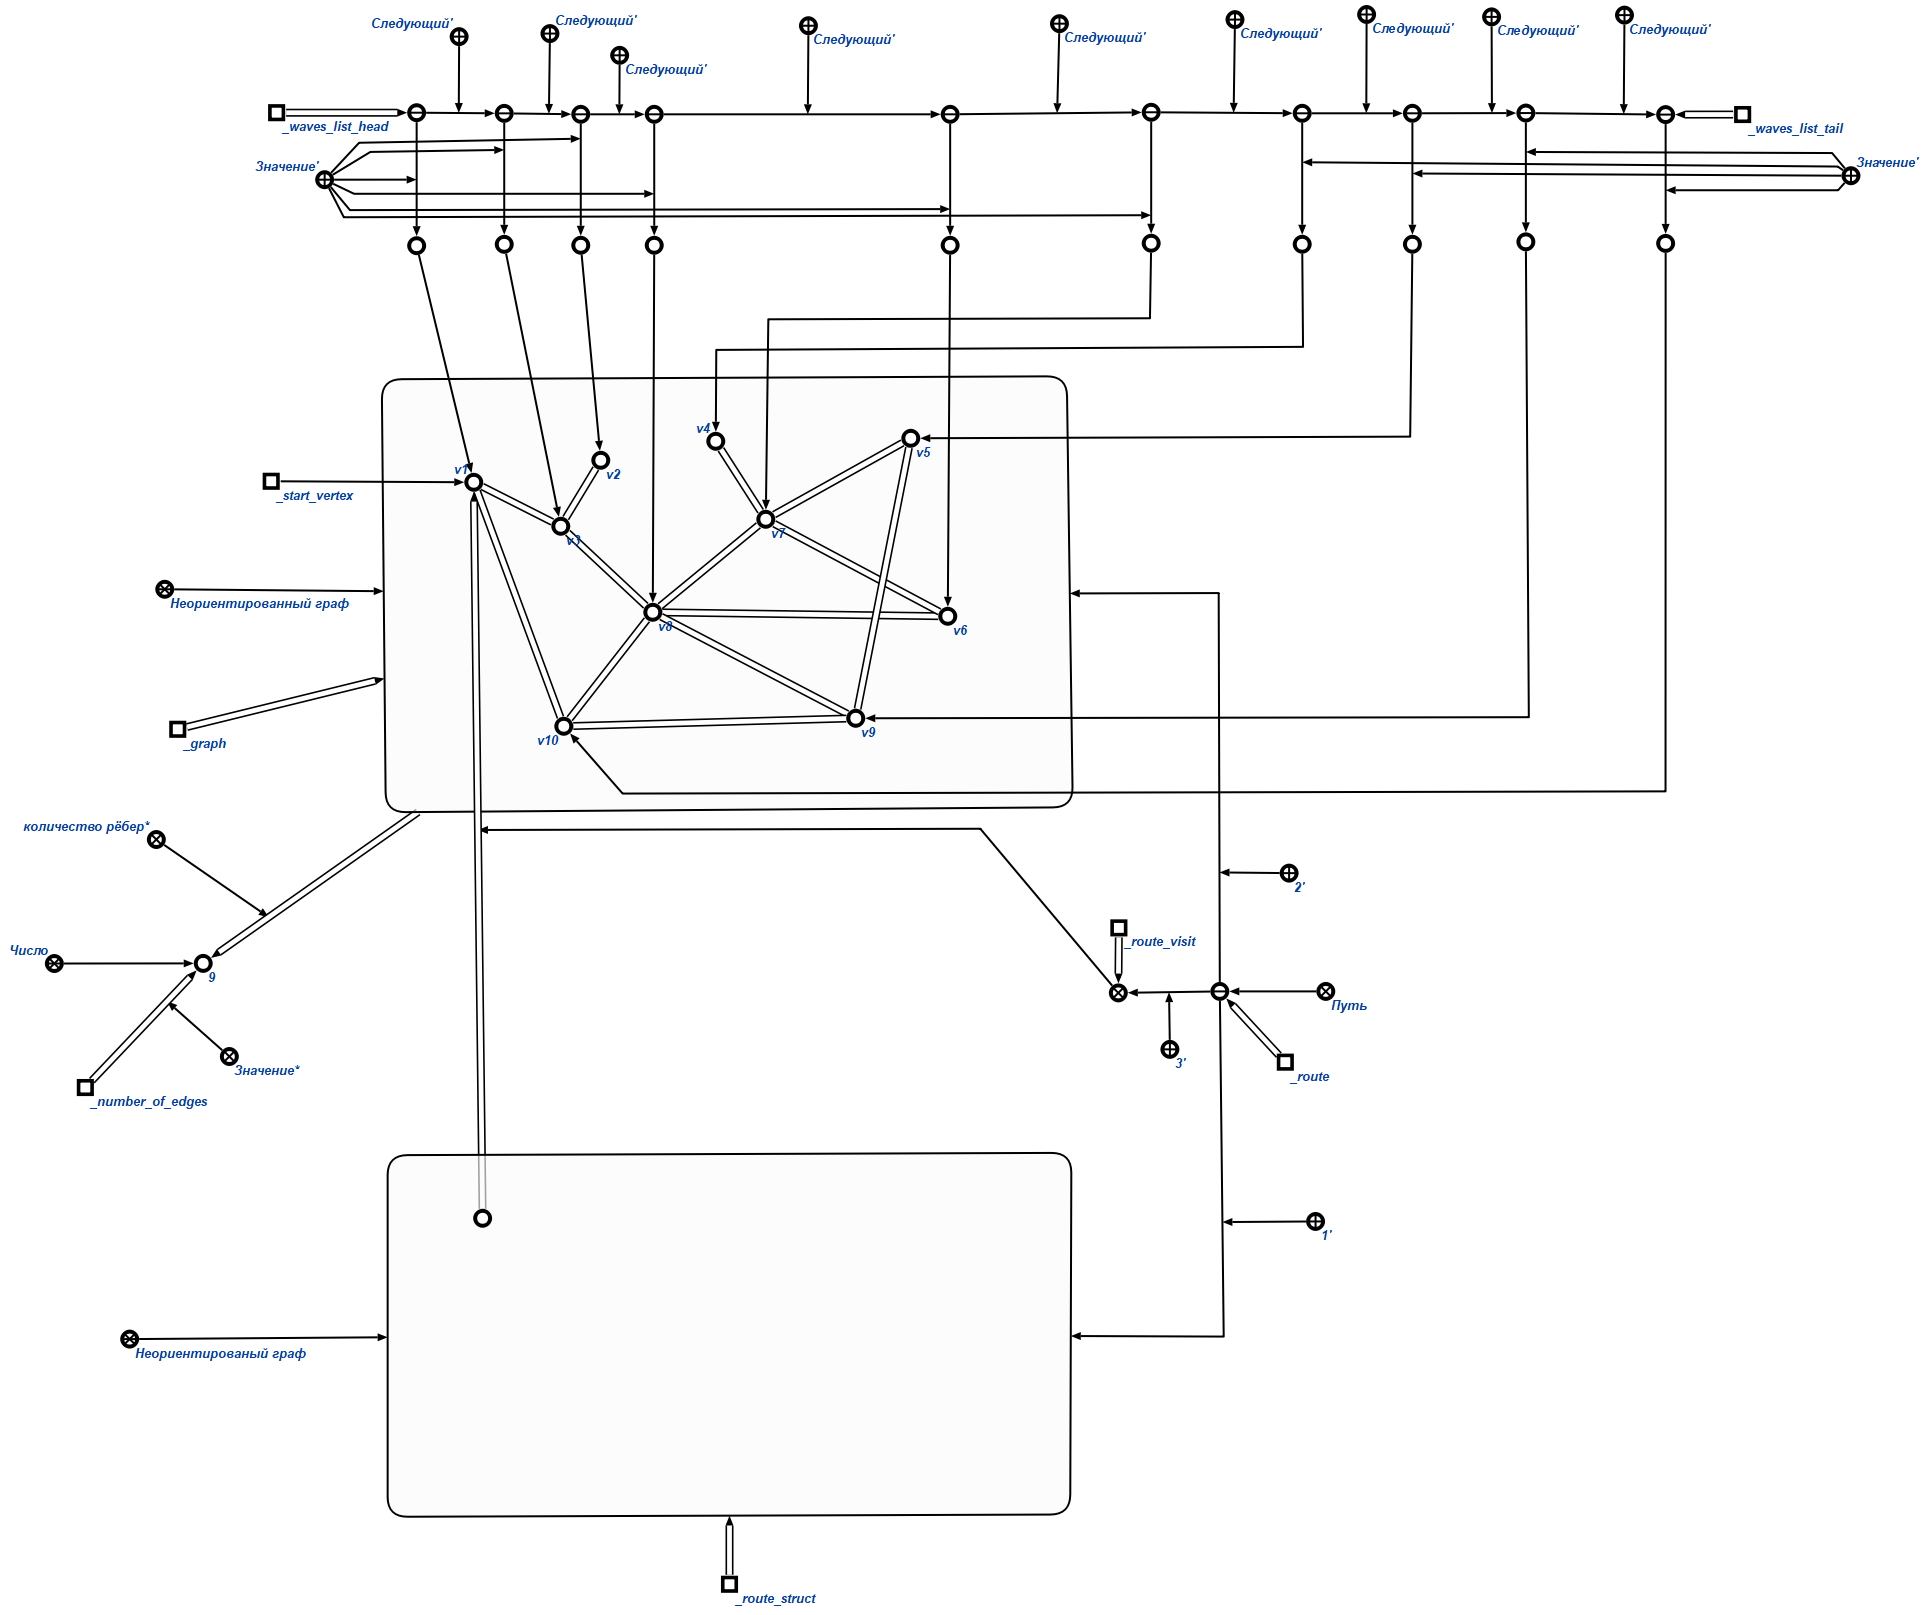 Следующий'
Следующий'
Следующий'
Следующий'
Следующий'
Следующий'
Следующий'
Следующий'
Следующий'
_waves_list_head
_waves_list_tail
Значение'
Значение'
v4
v5
v1
v2
_start_vertex
v7
v3
Неориентированный граф
v8
v6
_graph
v10
v9
количество рёбер*
2'
Число
_route_visit
9
Путь
3'
Значение*
_route
_number_of_edges
1'
Неориентированый граф
_route_struct